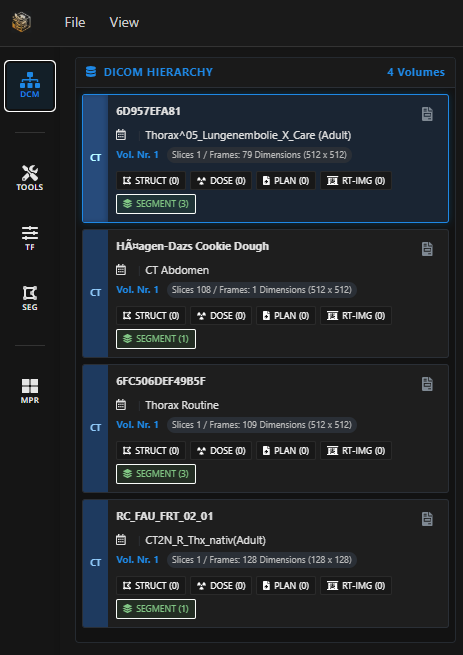 File View
DCM
TOOLS
TF
SEG
MPR
DICOM HIERARCHY 4 Volumes
CT
6D957EFA81
Thorax^05_Lungenembolie_X_Care (Adult)
Vol. Nr. 1 Slices 1 / Frames: 79 Dimensions (512 x 512)
STRUCT (0) DOSE (0) PLAN (0) RT-IMG (0)
SEGMENT (3)
CT
HÃ¤agen-Dazs Cookie Dough
CT Abdomen
Vol. Nr. 1 Slices 108 / Frames: 1 Dimensions (512 x 512)
STRUCT (0) DOSE (0) PLAN (0) RT-IMG (0)
SEGMENT (1)
CT
6FC506DEF49B5F
Thorax Routine
Vol. Nr. 1 Slices 1 / Frames: 109 Dimensions (512 x 512)
STRUCT (0) DOSE (0) PLAN (0) RT-IMG (0)
SEGMENT (3)
CT
RC_FAU_FRT_02_01
CT2N_R_Thx_nativ(Adult)
Vol. Nr. 1 Slices 1 / Frames: 128 Dimensions (128 x 128)
STRUCT (0) DOSE (0) PLAN (0) RT-IMG (0)
SEGMENT (1)